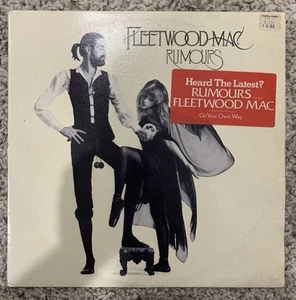 FLEETWOOD MAC
RUMOURS
Heard The Latest?
RUMOURS
FLEETWOOD MAC
Go Your Own Way